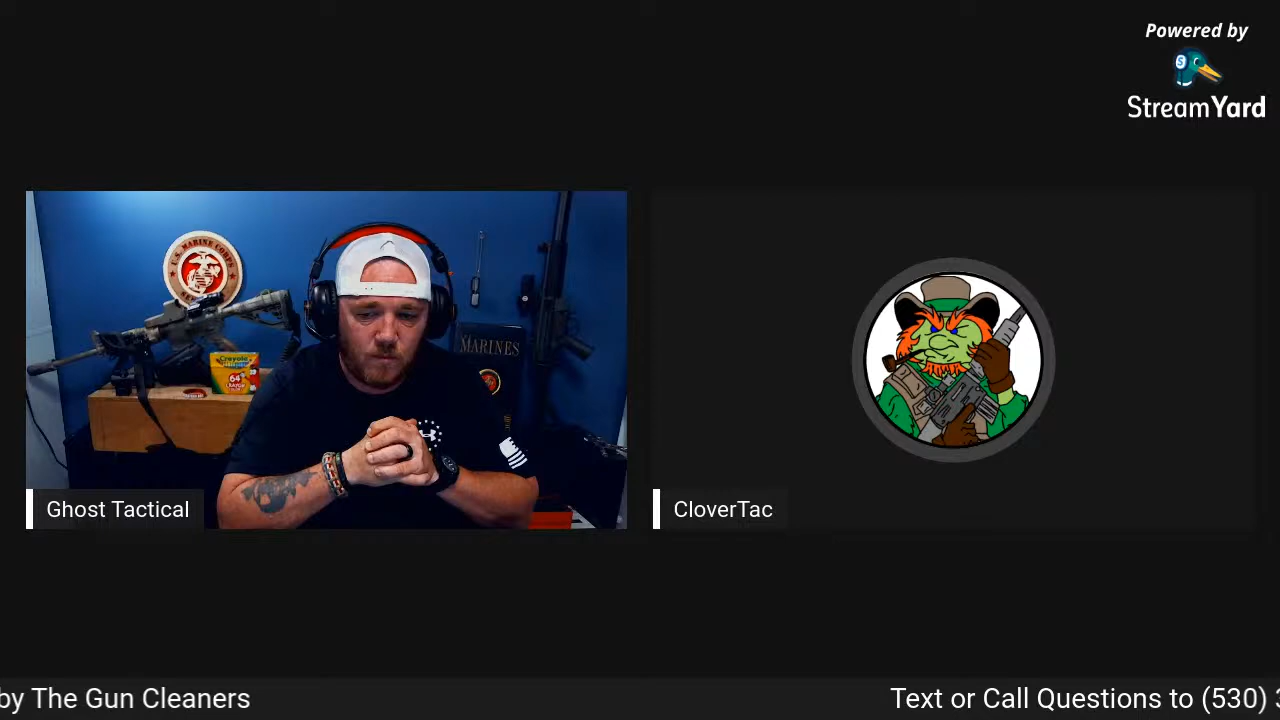 Powered by
StreamYard
U.S. MARINE CORPS
Crayola
64
MARINES
Ghost Tactical
CloverTac
by The Gun Cleaners
Text or Call Questions to (530)